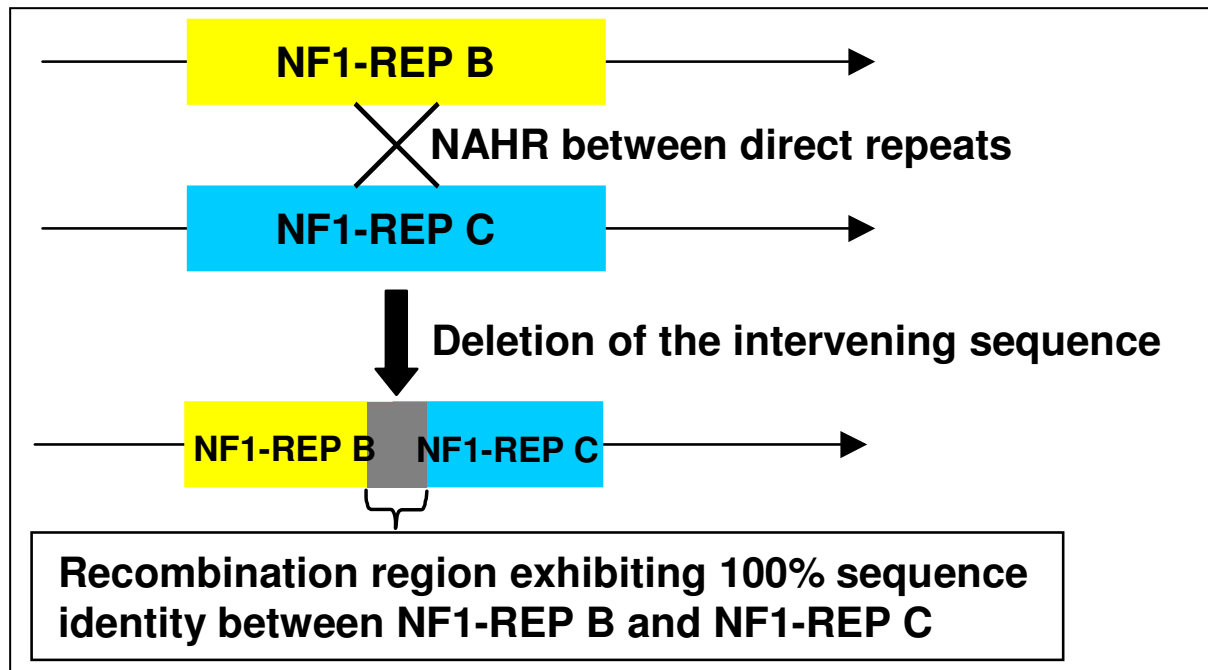 NF1-REP B
NAHR between direct repeats
NF1-REP C
Deletion of the intervening sequence
NF1-REP B NF1-REP C
Recombination region exhibiting 100% sequence
identity between NF1-REP B and NF1-REP C